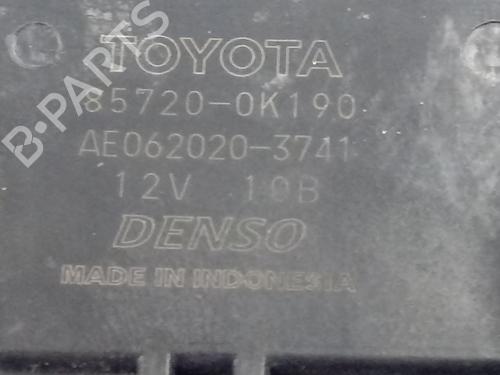 TOYOTA
85720-0K190
AE062020-3741
12V 10B
DENSO
MADE IN INDONESIA
B-PARTS